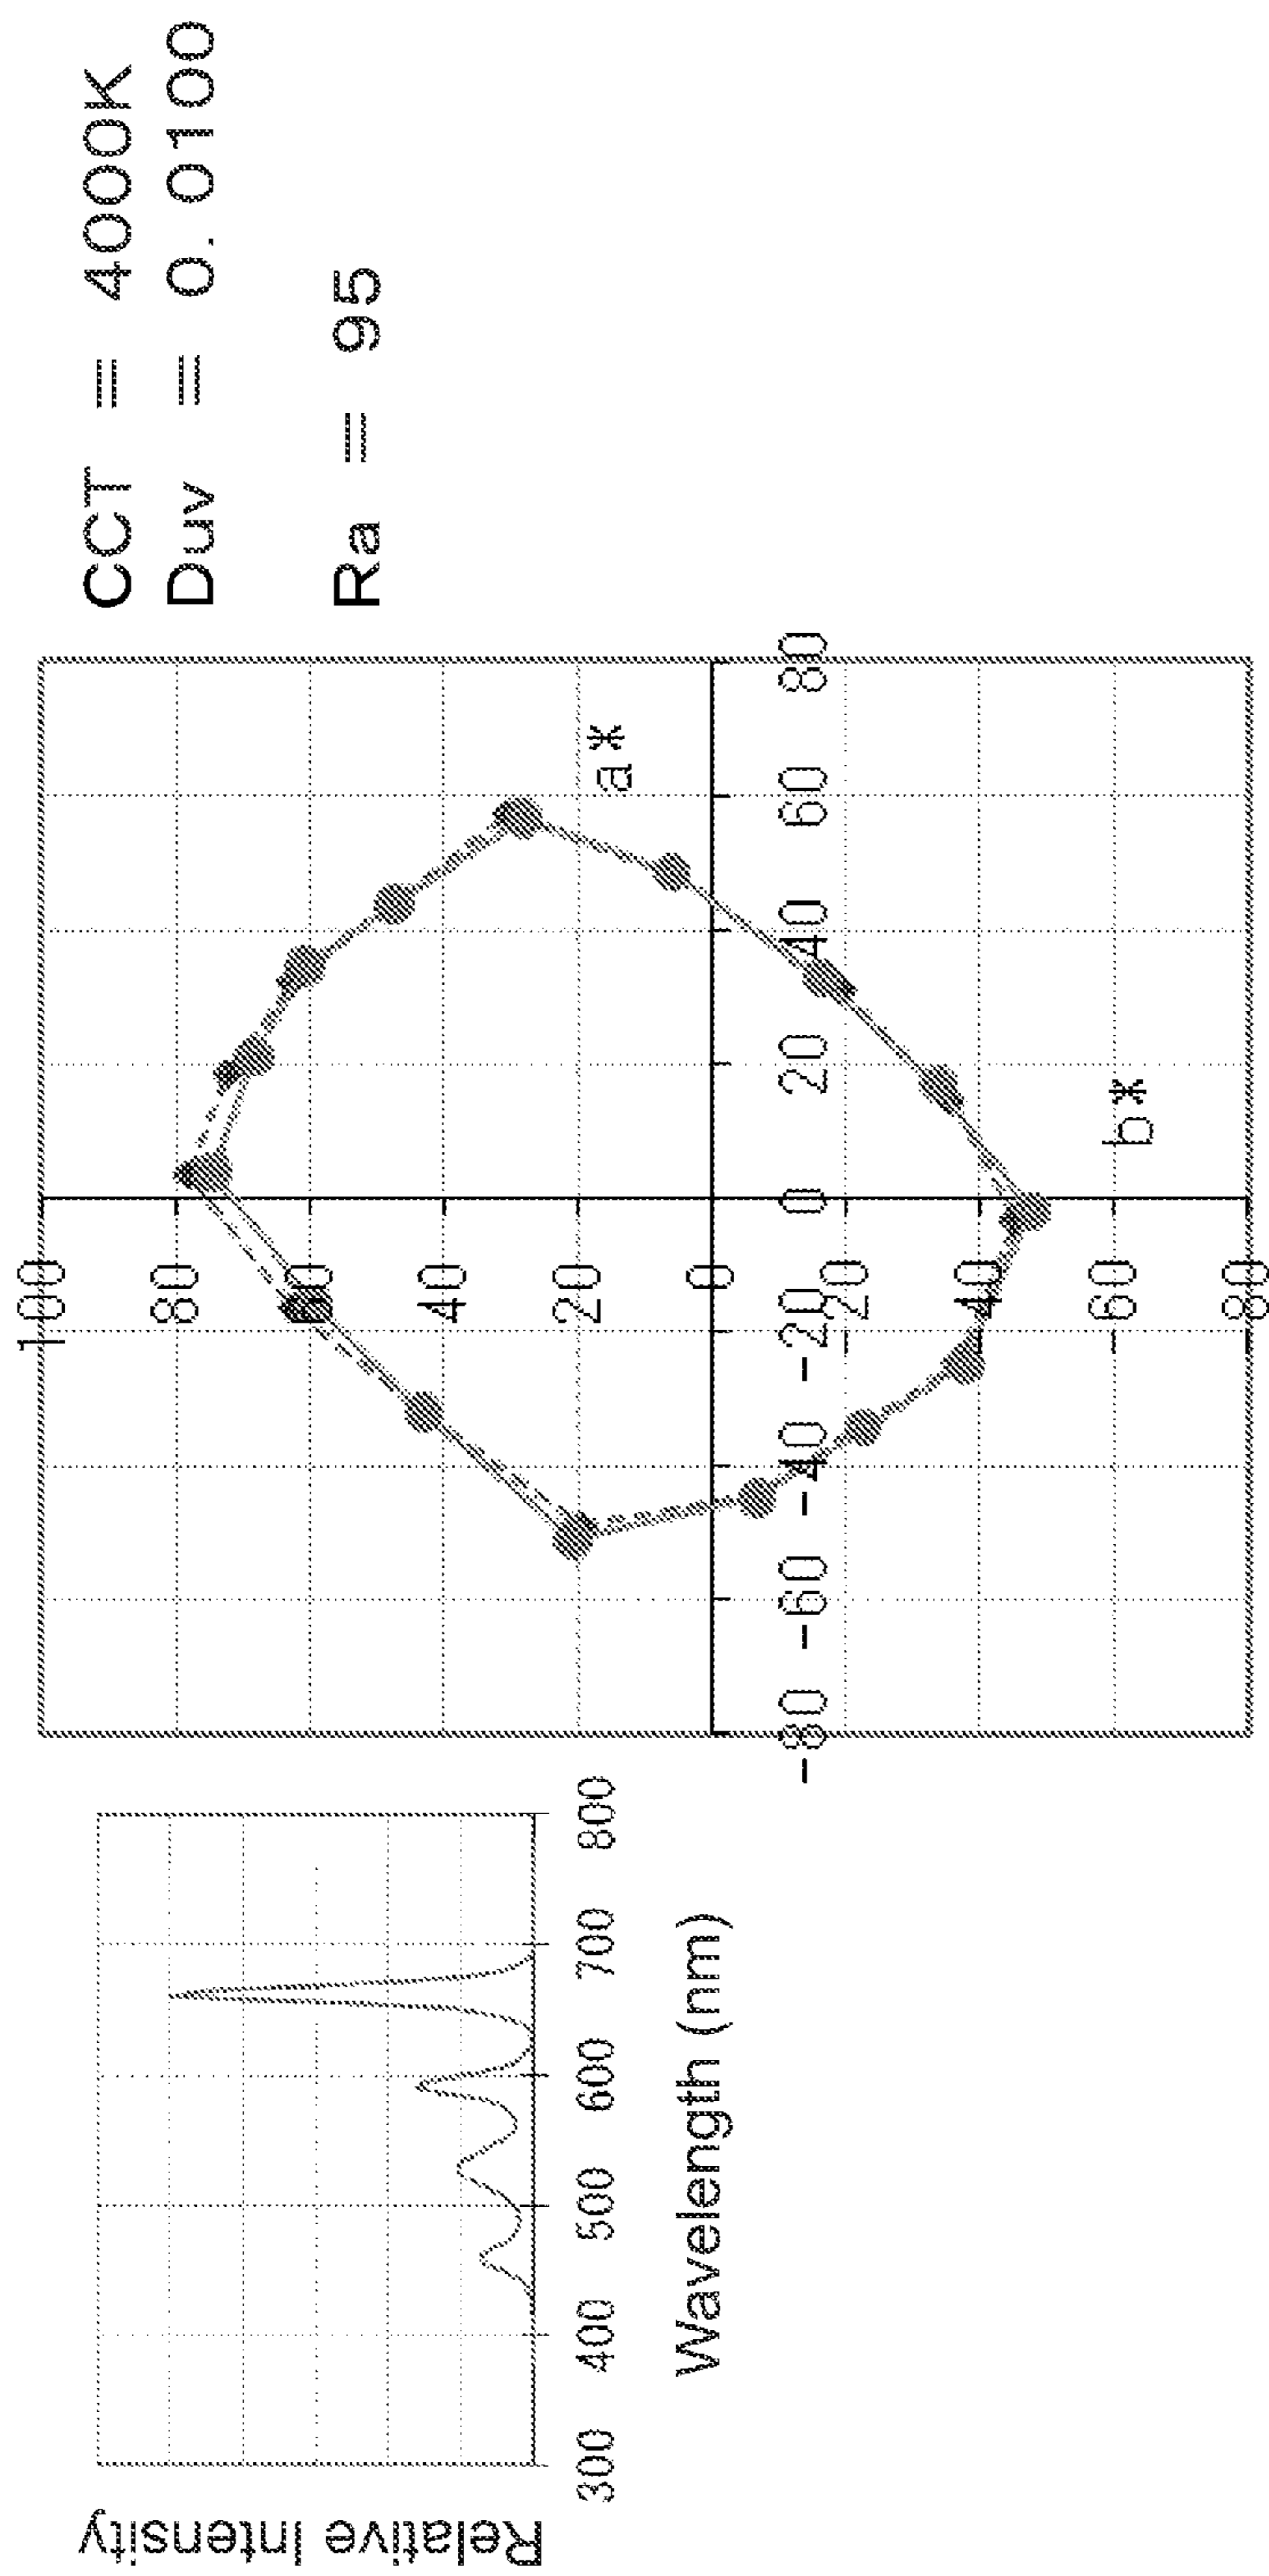 Relative Intensity
300 400 500 600 700 800
Wavelength (nm)
100
80
60
40
20
0
-20
-40
-60
-80
-80 -60 -40 -20 0 20 40 60 80
a*
b*
CCT = 4000K
Duv = 0.0100
Ra = 95